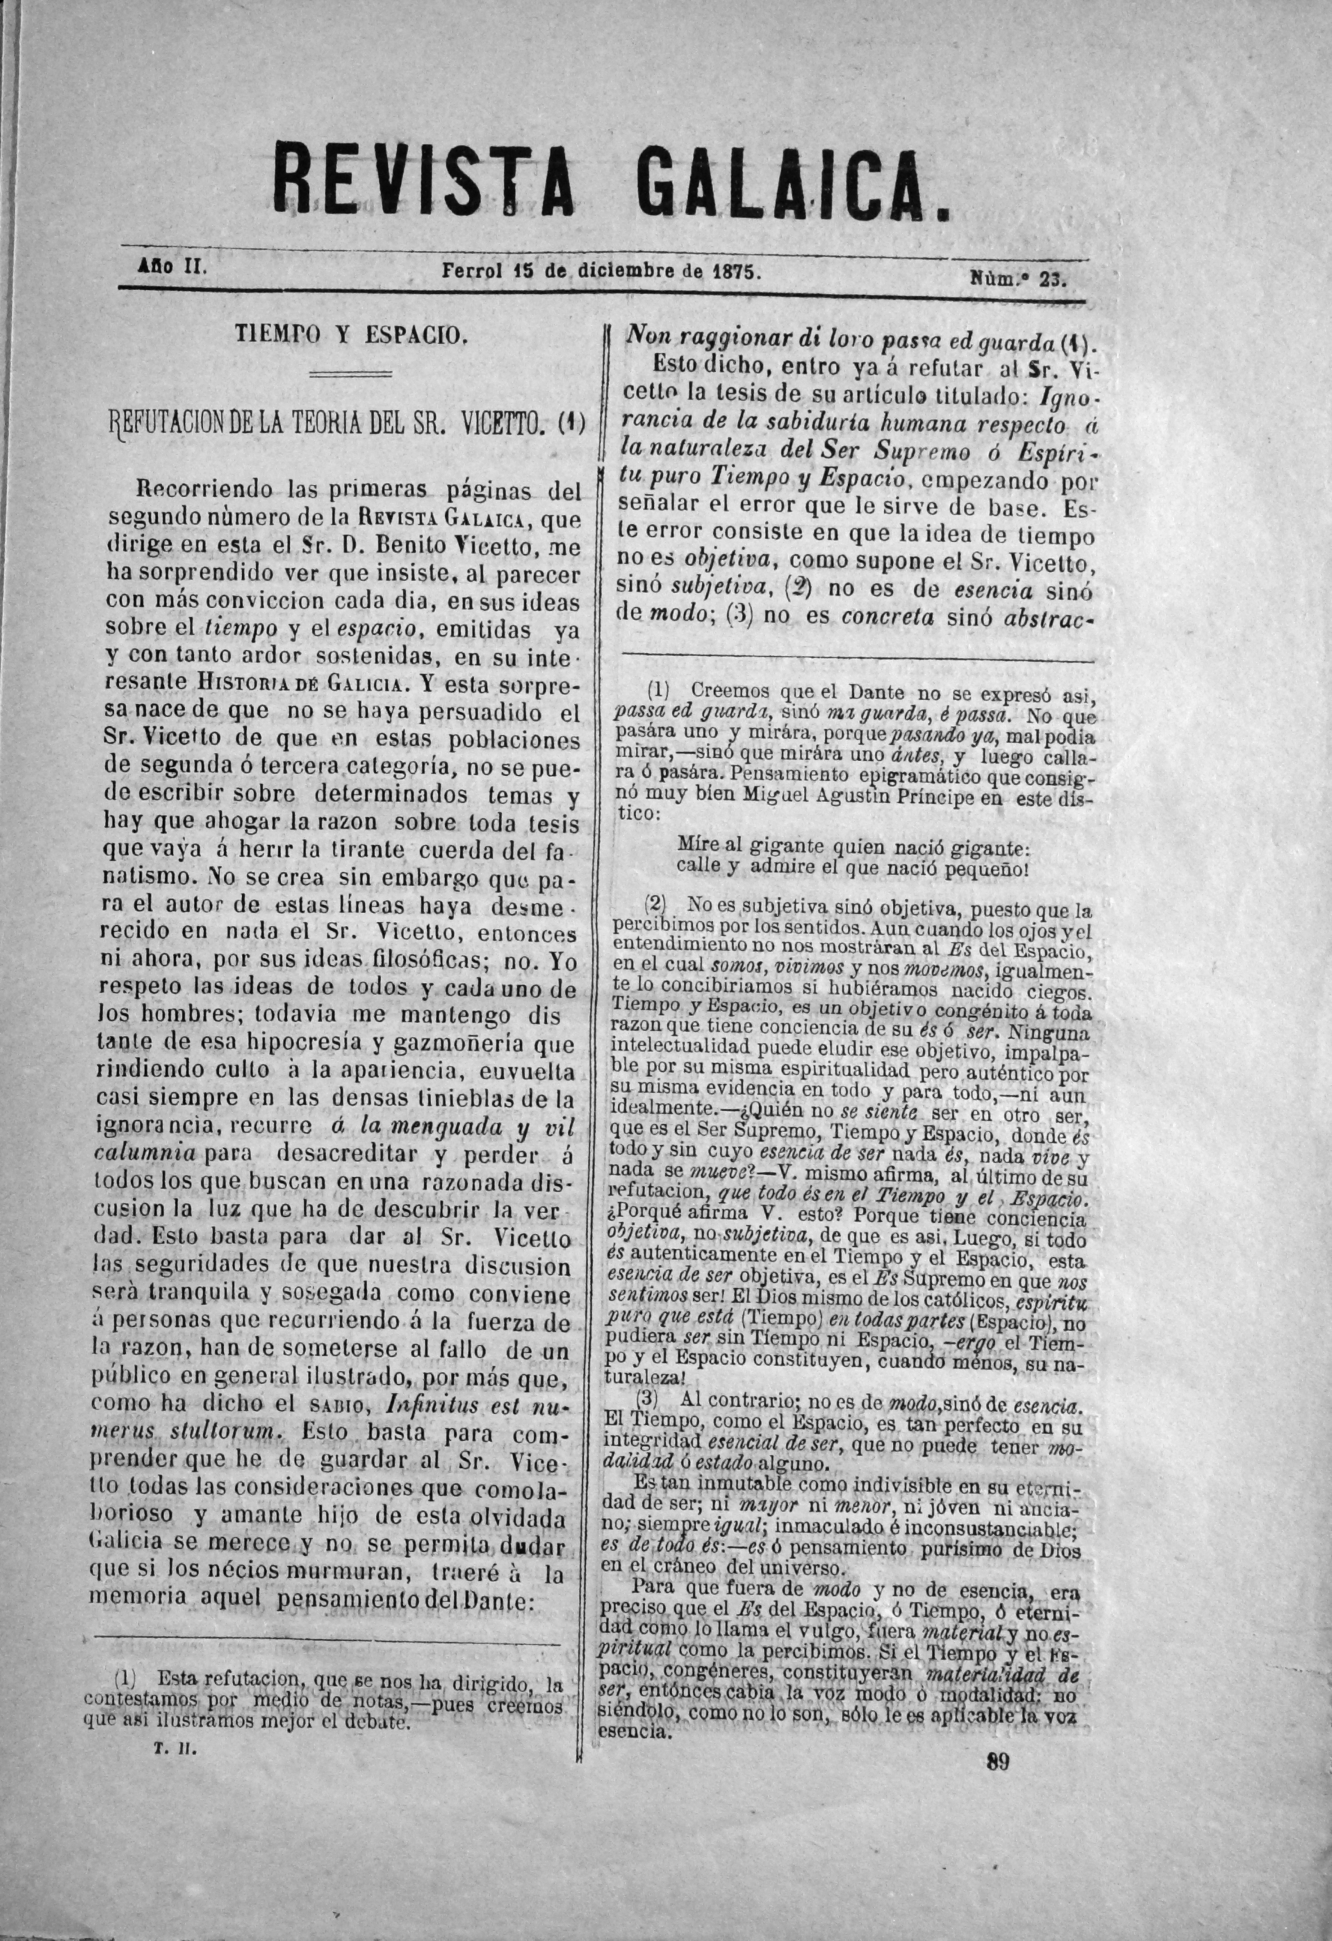 REVISTA GALAICA.
Año II.
Ferrol 15 de diciembre de 1875.
Núm.º 23.
TIEMPO Y ESPACIO.
REFUTACION DE LA TEORIA DEL SR. VICETTO. (1)
Recorriendo las primeras páginas del
segundo nùmero de la REVISTA GALAICA, que
dirige en esta el Sr. D. Benito Vicetto, me
ha sorprendido ver que insiste, al parecer
con más conviccion cada dia, en sus ideas
sobre el tiempo y el espacio, emitidas ya
y con tanto ardor sostenidas, en su inte-
resante HISTORIA DE GALICIA. Y esta sorpre-
sa nace de que no se haya persuadido el
Sr. Vicetto de que en estas poblaciones
de segunda ó tercera categoría, no se pue-
de escribir sobre determinados temas y
hay que ahogar la razon sobre toda tesis
que vaya á herir la tirante cuerda del fa-
natismo. No se crea sin embargo que pa-
ra el autor de estas líneas haya desme-
recido en nada el Sr. Vicetto, entonces
ni ahora, por sus ideas filosóficas; no. Yo
respeto las ideas de todos y cada uno de
los hombres; todavia me mantengo dis
tante de esa hipocresía y gazmoñería que
rindiendo culto à la apariencia, euvuelta
casi siempre en las densas tinieblas de la
ignorancia, recurre á la menguada y vil
calumnia para desacreditar y perder á
todos los que buscan en una razonada dis-
cusion la luz que ha de descubrir la ver-
dad. Esto basta para dar al Sr. Vicetto
las seguridades de que nuestra discusion
serà tranquila y sosegada como conviene
á personas que recurriendo á la fuerza de
la razon, han de someterse al fallo de un
público en general ilustrado, por más que,
como ha dicho el SABIO, Infinitus est nu-
merus stultorum. Esto basta para com-
prender que he de guardar al Sr. Vice-
tto todas las consideraciones que como la-
borioso y amante hijo de esta olvidada
Galicia se merece y no se permita dudar
que si los nécios murmuran, traeré à la
memoria aquel pensamiento del Dante:
(1) Esta refutacion, que se nos ha dirigido, la
contestamos por medio de notas,—pues creemos
que asi ilustramos mejor el debate.
T. II.
Non raggionar di loro passa ed guarda (1).
Esto dicho, entro ya á refutar al Sr. Vi-
cetto la tesis de su artículo titulado: Igno-
rancia de la sabiduría humana respecto á
la naturaleza del Ser Supremo ó Espíri-
tu puro Tiempo y Espacio, empezando por
señalar el error que le sirve de base. Es-
te error consiste en que la idea de tiempo
no es objetiva, como supone el Sr. Vicetto,
sinó subjetiva, (2) no es de esencia sinó
de modo; (3) no es concreta sinó abstrac-
(1) Creemos que el Dante no se expresó asi,
passa ed guarda, sinó ma guarda, é passa. No que
pasára uno y mirára, porque pasando ya, mal podia
mirar,—sinó que mirára uno ántes, y luego calla-
ra ó pasára. Pensamiento epigramático que consig-
nó muy bien Miguel Agustin Príncipe en este dís-
tico:
Mire al gigante quien nació gigante:
calle y admire el que nació pequeño!
(2) No es subjetiva sinó objetiva, puesto que la
percibimos por los sentidos. Aun cuando los ojos y el
entendimiento no nos mostráran al Es del Espacio,
en el cual somos, vivimos y nos movemos, igualmen-
te lo concibiriamos si hubiéramos nacido ciegos.
Tiempo y Espacio, es un objetivo congénito á toda
razon que tiene conciencia de su és ó ser. Ninguna
intelectualidad puede eludir ese objetivo, impalpa-
ble por su misma espiritualidad pero auténtico por
su misma evidencia en todo y para todo,—ni aun
idealmente.—¿Quién no se siente ser en otro ser,
que es el Ser Supremo, Tiempo y Espacio, donde és
todo y sin cuyo esencia de ser nada és, nada vive y
nada se mueve?—V. mismo afirma, al último de su
refutacion, que todo és en el Tiempo y el Espacio.
¿Porqué afirma V. esto? Porque tiene conciencia
objetiva, no subjetiva, de que es asi. Luego, si todo
és autenticamente en el Tiempo y el Espacio, esta
esencia de ser objetiva, es el Es Supremo en que nos
sentimos ser! El Dios mismo de los católicos, espíritu
puro que está (Tiempo) en todas partes (Espacio), no
pudiera ser sin Tiempo ni Espacio, —ergo el Tiem-
po y el Espacio constituyen, cuando ménos, su na-
turaleza!
(3) Al contrario; no es de modo, sinó de esencia.
El Tiempo, como el Espacio, es tan perfecto en su
integridad esencial de ser, que no puede tener mo-
dalidad ó estado alguno.
Es tan inmutable como indivisible en su eterni-
dad de ser; ni mayor ni menor, ni jóven ni ancia-
no; siempre igual; inmaculado é inconsustanciable;
es de todo és:—es ó pensamiento purísimo de Dios
en el cráneo del universo.
Para que fuera de modo y no de esencia, era
preciso que el Es del Espacio, ó Tiempo, ó eterni-
dad como lo llama el vulgo, fuera material y no es-
piritual como la percibimos. Si el Tiempo y el Es-
pacio, congéneres, constituyeran materialidad de
ser, entónces cabia la voz modo ò modalidad; no
siéndolo, como no lo son, sólo le es aplicable la voz
esencia.
89